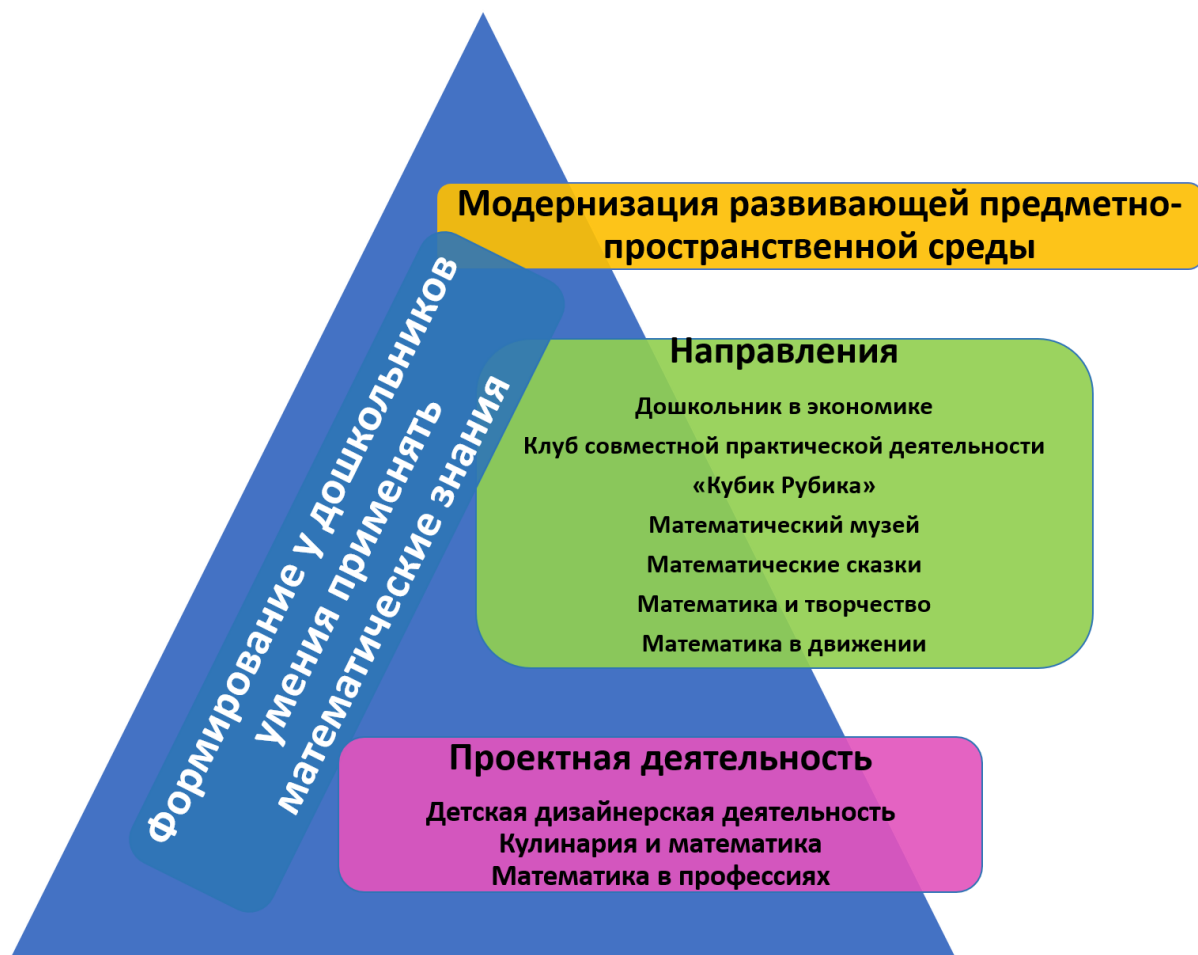 Модернизация развивающей предметно-
пространственной среды
Формирование у дошкольников
умения применять
математические знания
Направления
Дошкольник в экономике
Клуб совместной практической деятельности
«Кубик Рубика»
Математический музей
Математические сказки
Математика и творчество
Математика в движении
Проектная деятельность
Детская дизайнерская деятельность
Кулинария и математика
Математика в профессиях